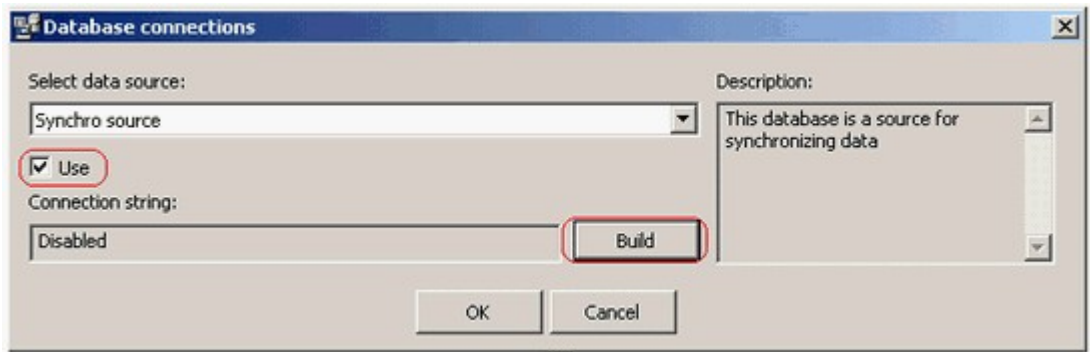 Database connections
Select data source:
Description:
Synchro source
This database is a source for
synchronizing data
Use
Connection string:
Disabled
Build
OK
Cancel